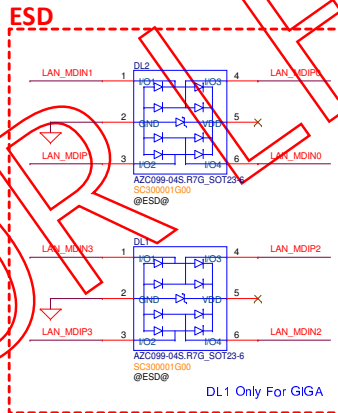 ESD
DL2
LAN_MDIN1 1 I/O1 I/O3 4 LAN_MDIP0
2 GND VDD 5
LAN_MDIP1 3 I/O2 I/O4 6 LAN_MDIN0
AZC099-04S.R7G_SOT23-6
SC300001G00
@ESD@
DL1
LAN_MDIN3 1 I/O1 I/O3 4 LAN_MDIP2
2 GND VDD 5
LAN_MDIP3 3 I/O2 I/O4 6 LAN_MDIN2
AZC099-04S.R7G_SOT23-6
SC300001G00
@ESD@
DL1 Only For GIGA